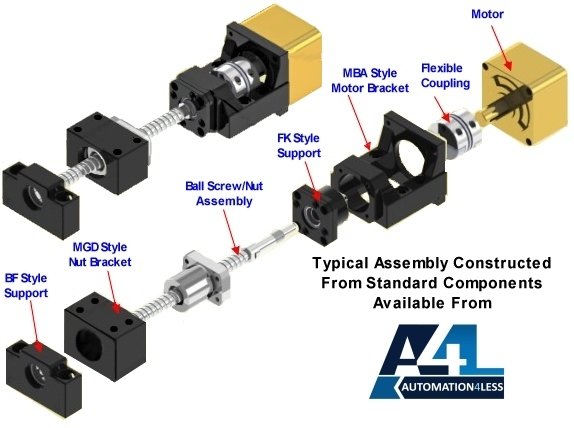 Motor
Flexible
Coupling
MBA Style
Motor Bracket
FK Style
Support
Ball Screw/Nut
Assembly
MGD Style
Nut Bracket
BF Style
Support
Typical Assembly Constructed
From Standard Components
Available From
A4L
AUTOMATION4LESS